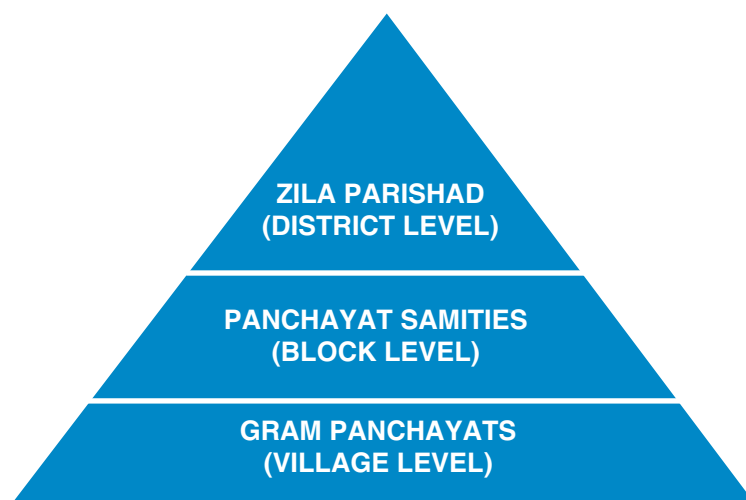 ZILA PARISHAD
(DISTRICT LEVEL)
PANCHAYAT SAMITIES
(BLOCK LEVEL)
GRAM PANCHAYATS
(VILLAGE LEVEL)